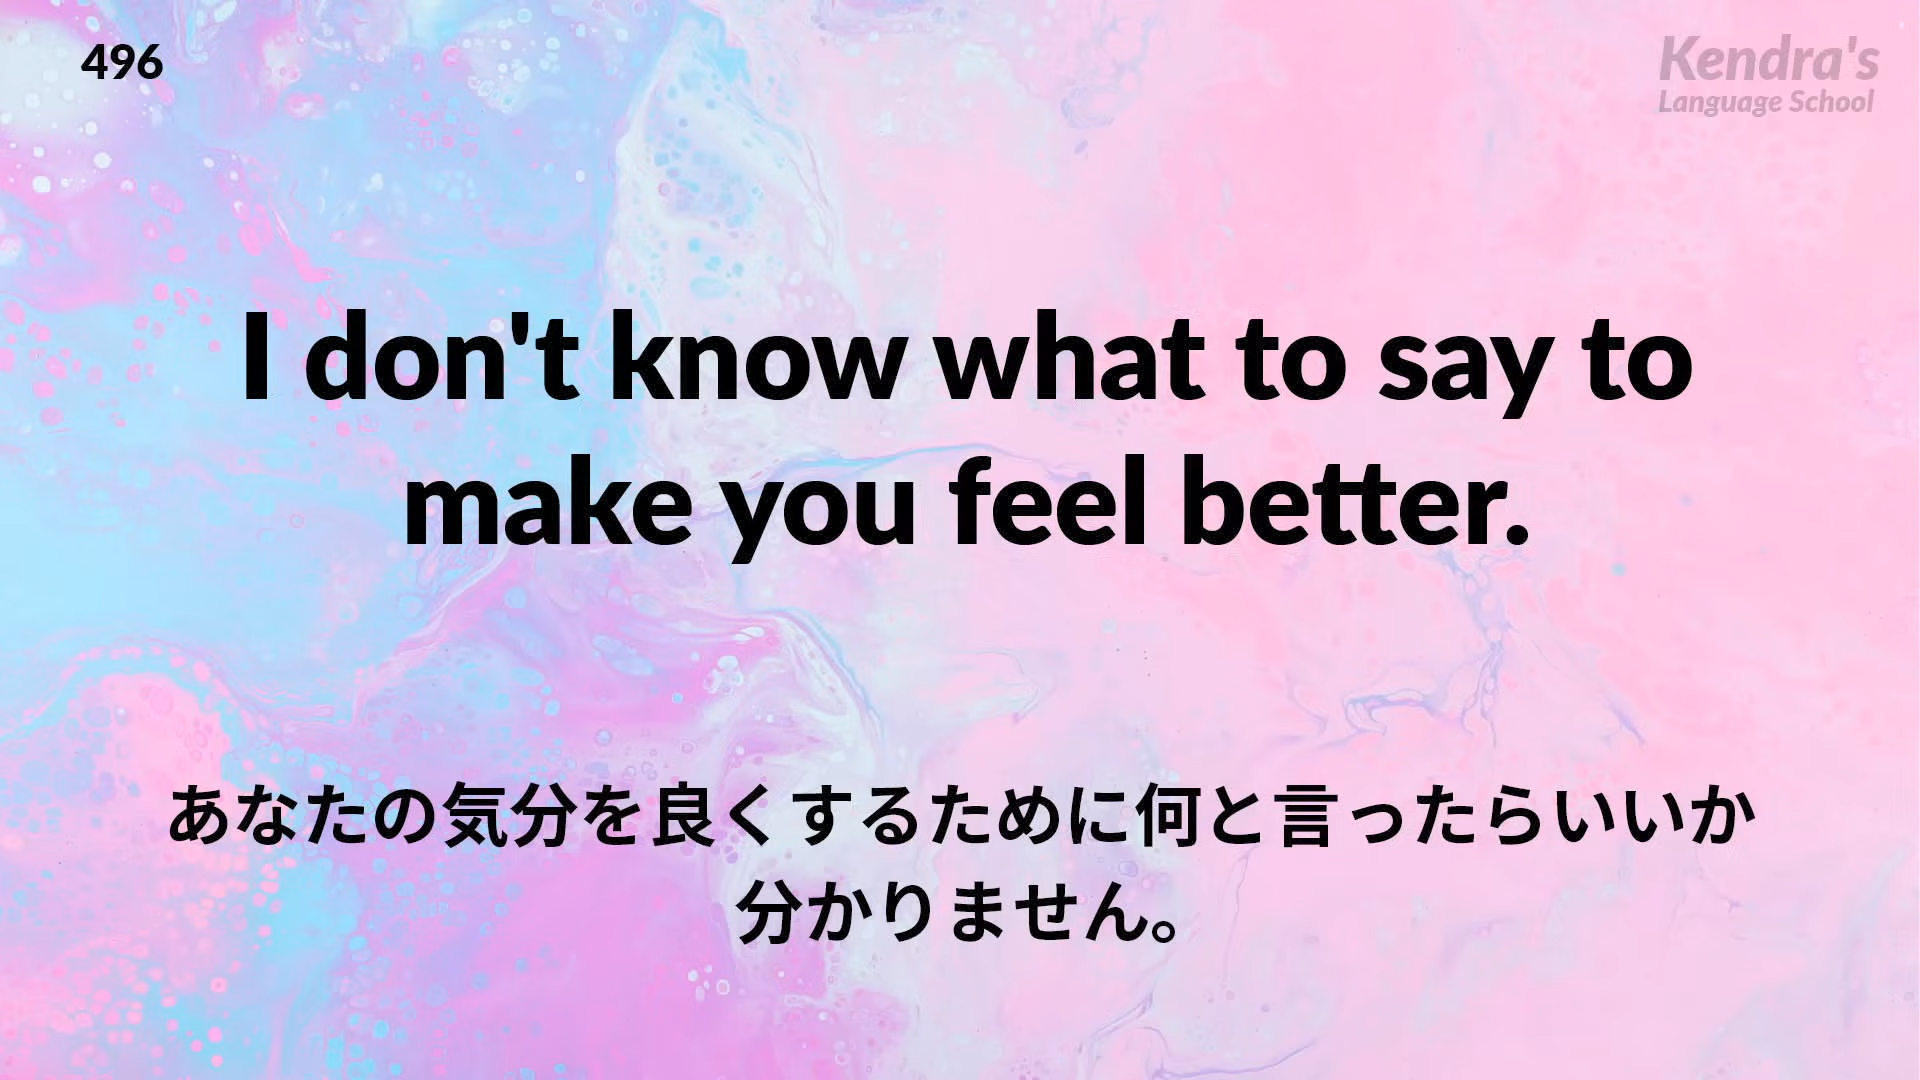 496
Kendra's
Language School
I don't know what to say to
make you feel better.
あなたの気分を良くするために何と言ったらいいか
分かりません。